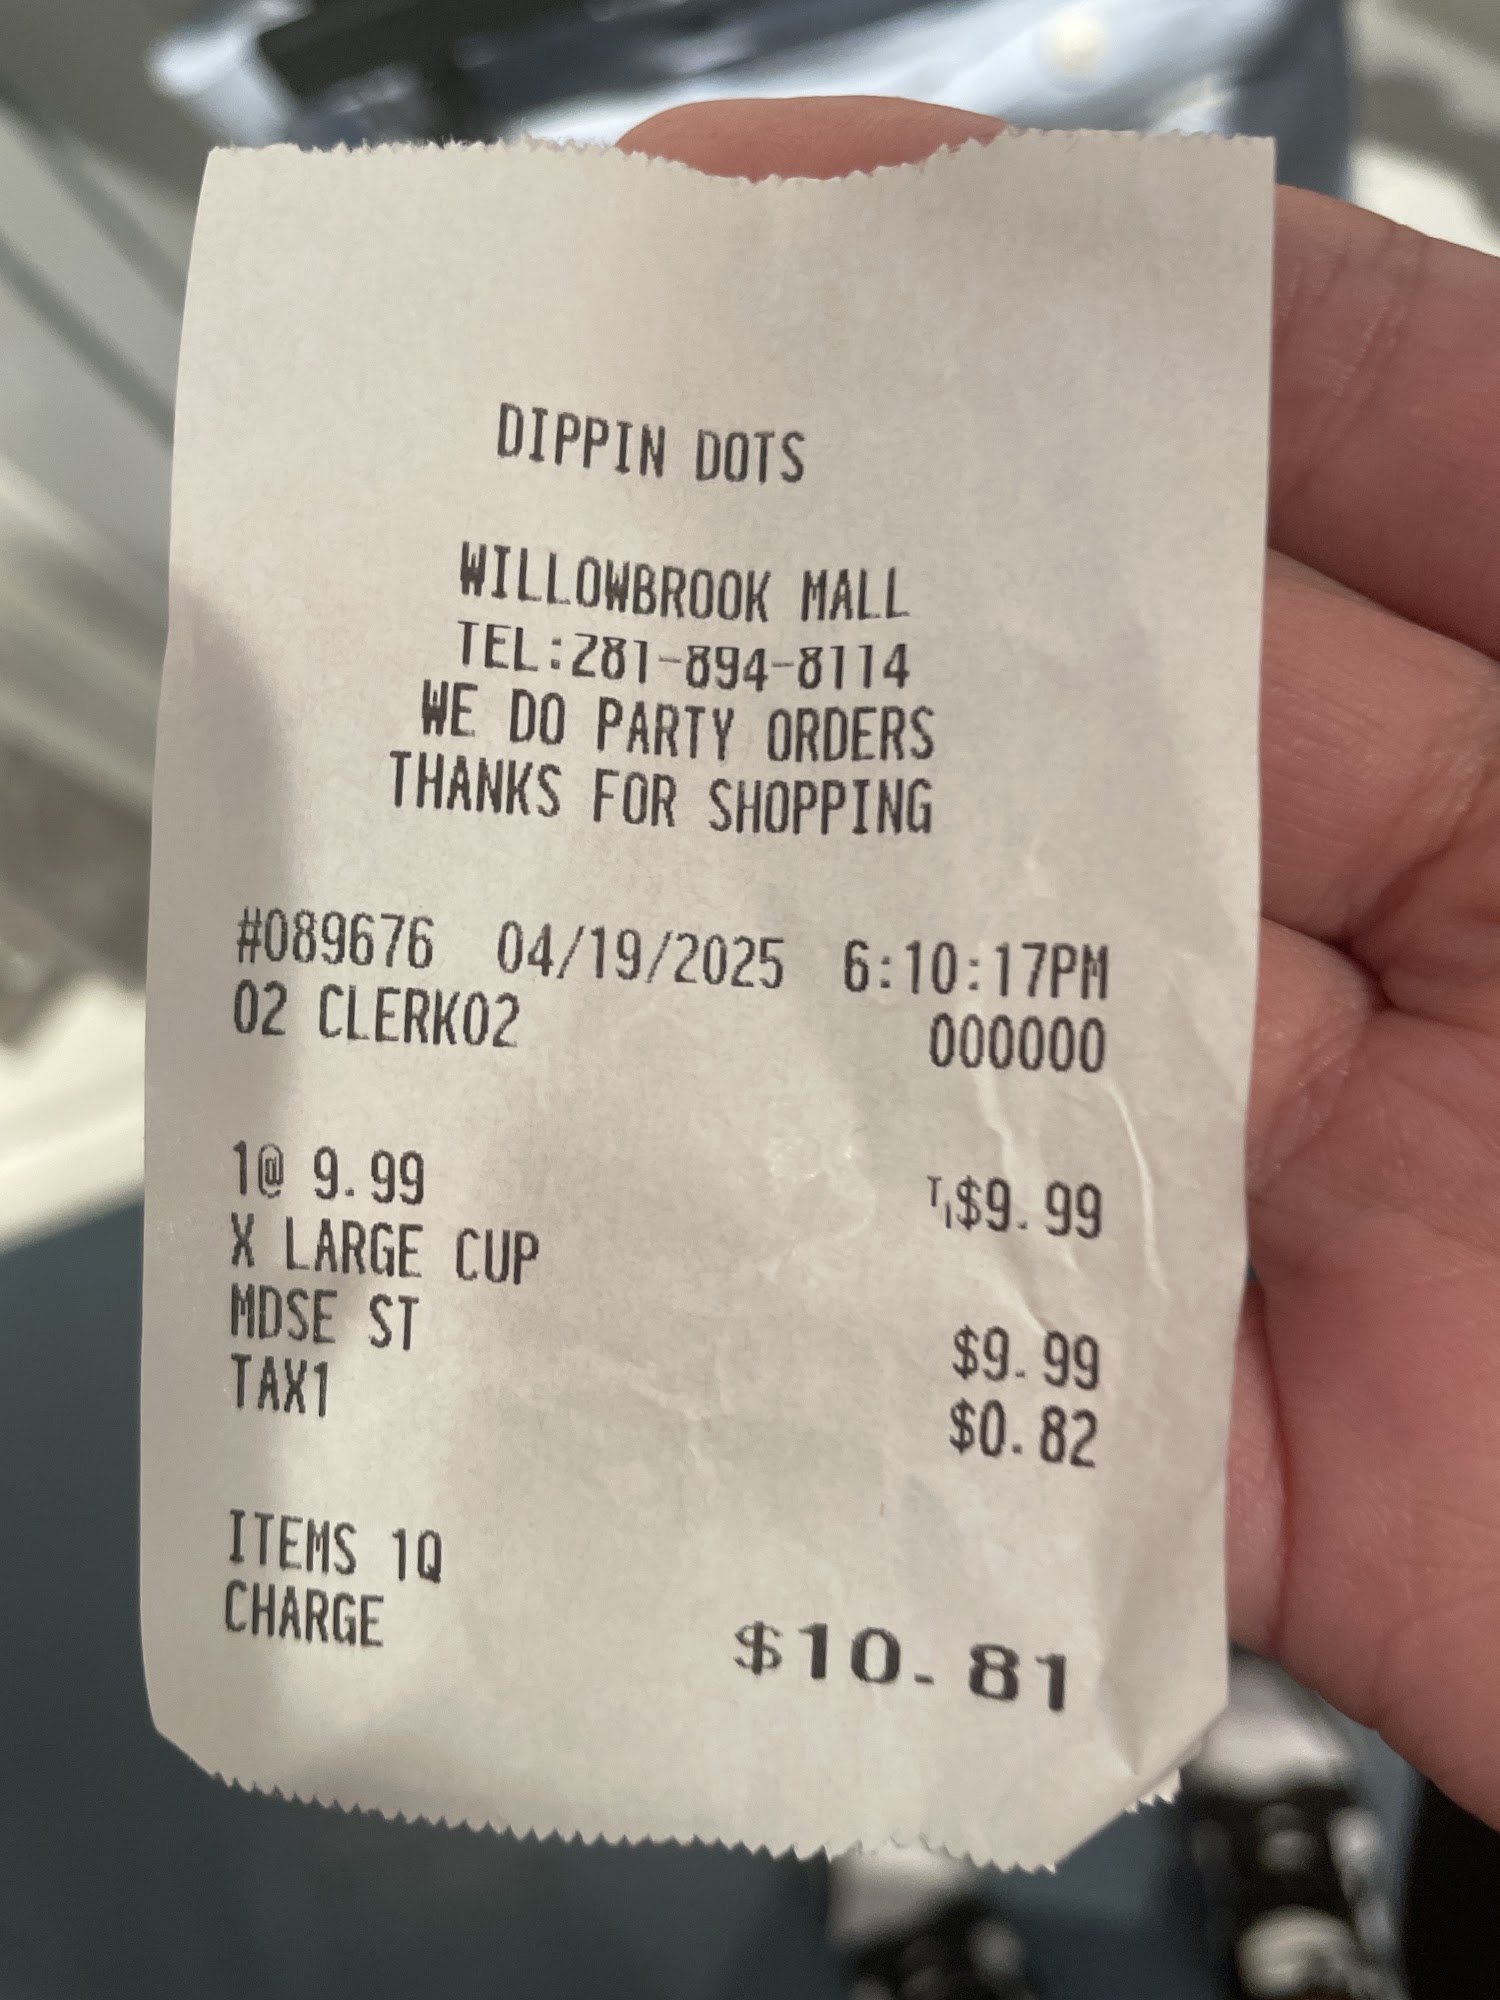 DIPPIN DOTS
WILLOWBROOK MALL
TEL:281-894-8114
WE DO PARTY ORDERS
THANKS FOR SHOPPING
#089676 04/19/2025 6:10:17PM
02 CLERK02 000000
1@ 9.99 T1$9.99
X LARGE CUP
MDSE ST $9.99
TAX1 $0.82
ITEMS 1Q
CHARGE $10.81